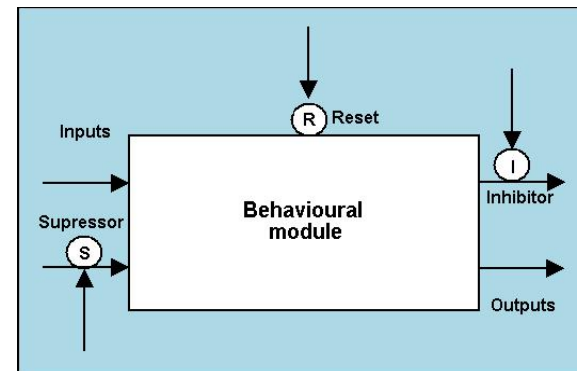 R Reset
Inputs
I
Inhibitor
Behavioural
module
Supressor
S
Outputs